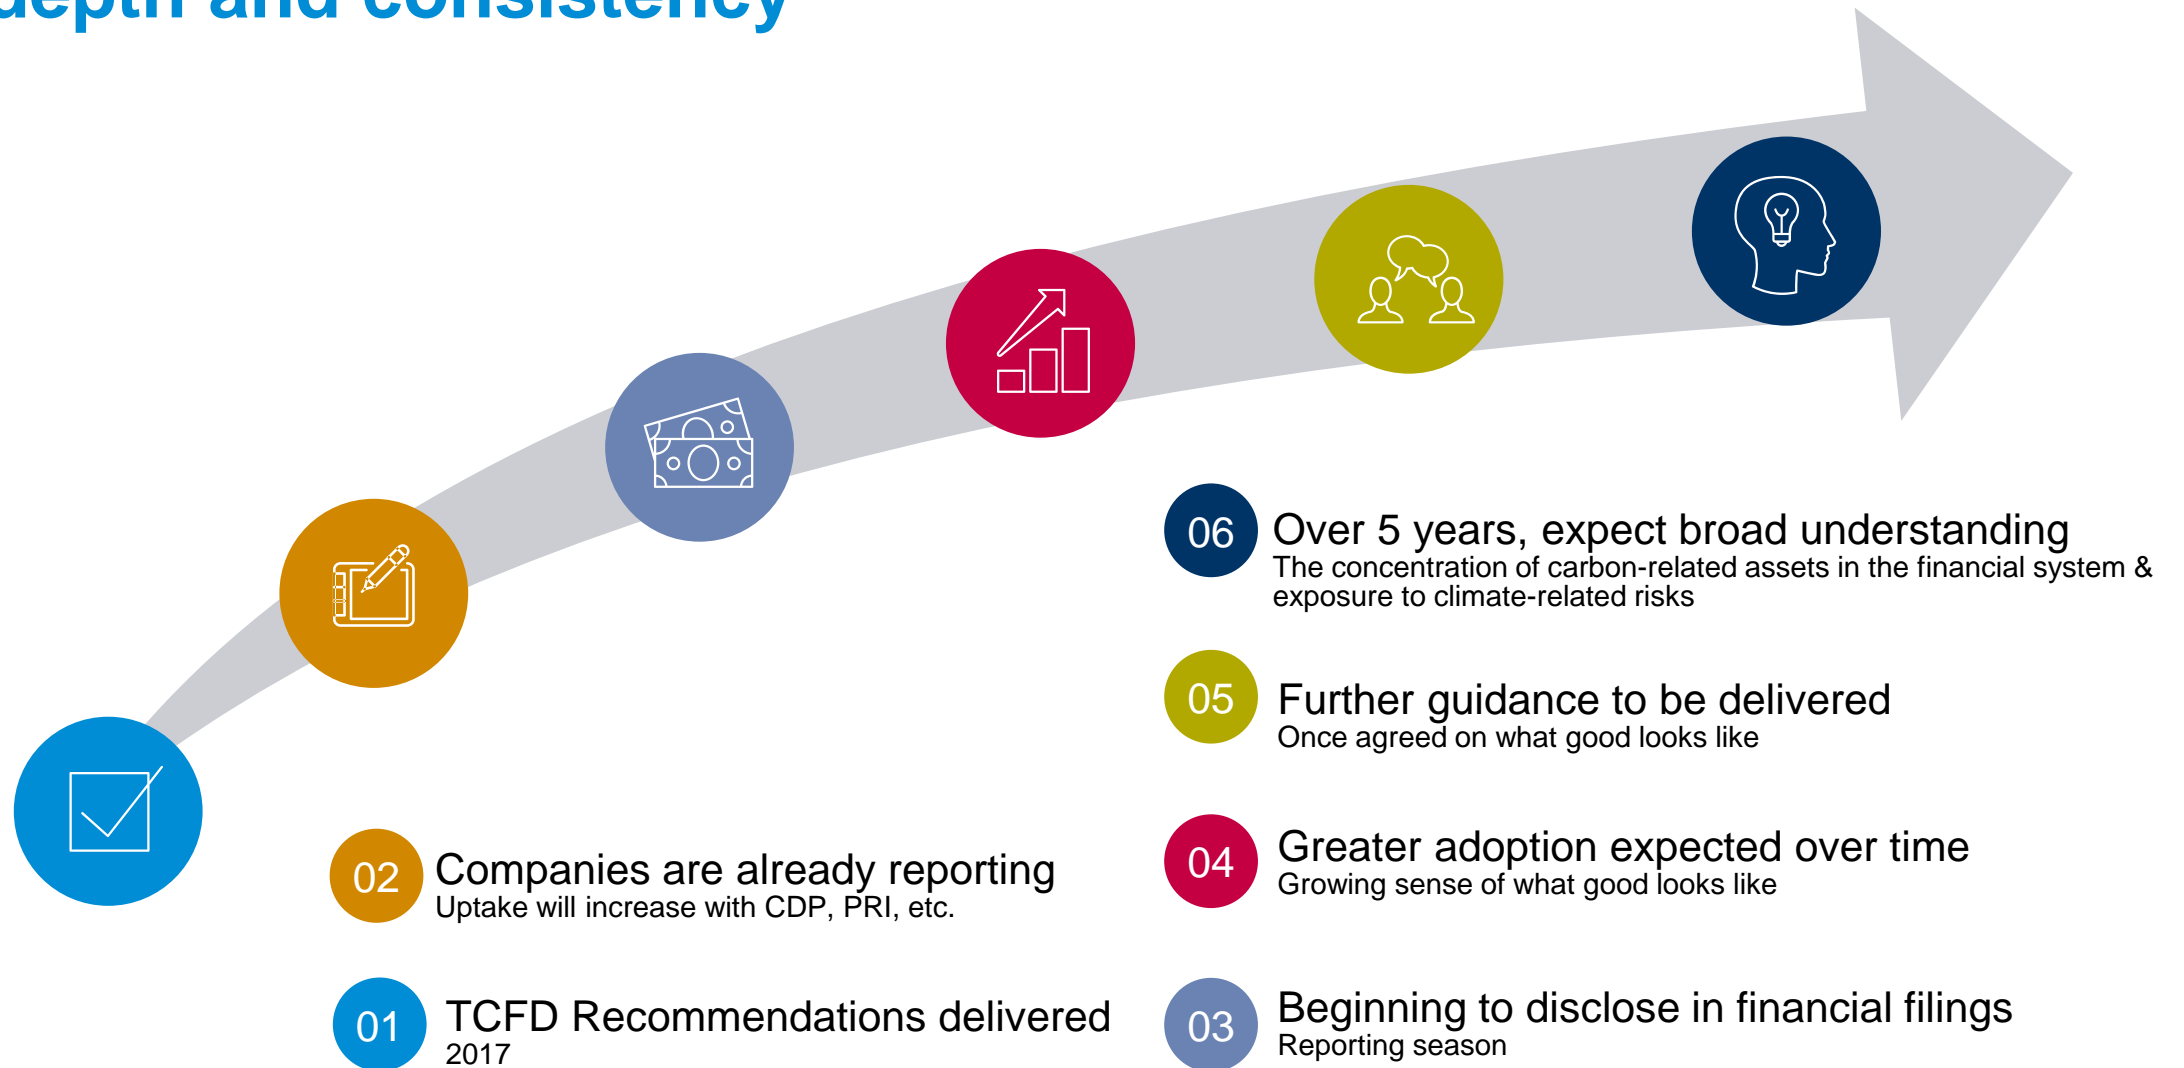 depth and consistency
06
Over 5 years, expect broad understanding
The concentration of carbon-related assets in the financial system &
exposure to climate-related risks
05
Further guidance to be delivered
Once agreed on what good looks like
04
Greater adoption expected over time
Growing sense of what good looks like
03
Beginning to disclose in financial filings
Reporting season
02
Companies are already reporting
Uptake will increase with CDP, PRI, etc.
01
TCFD Recommendations delivered
2017